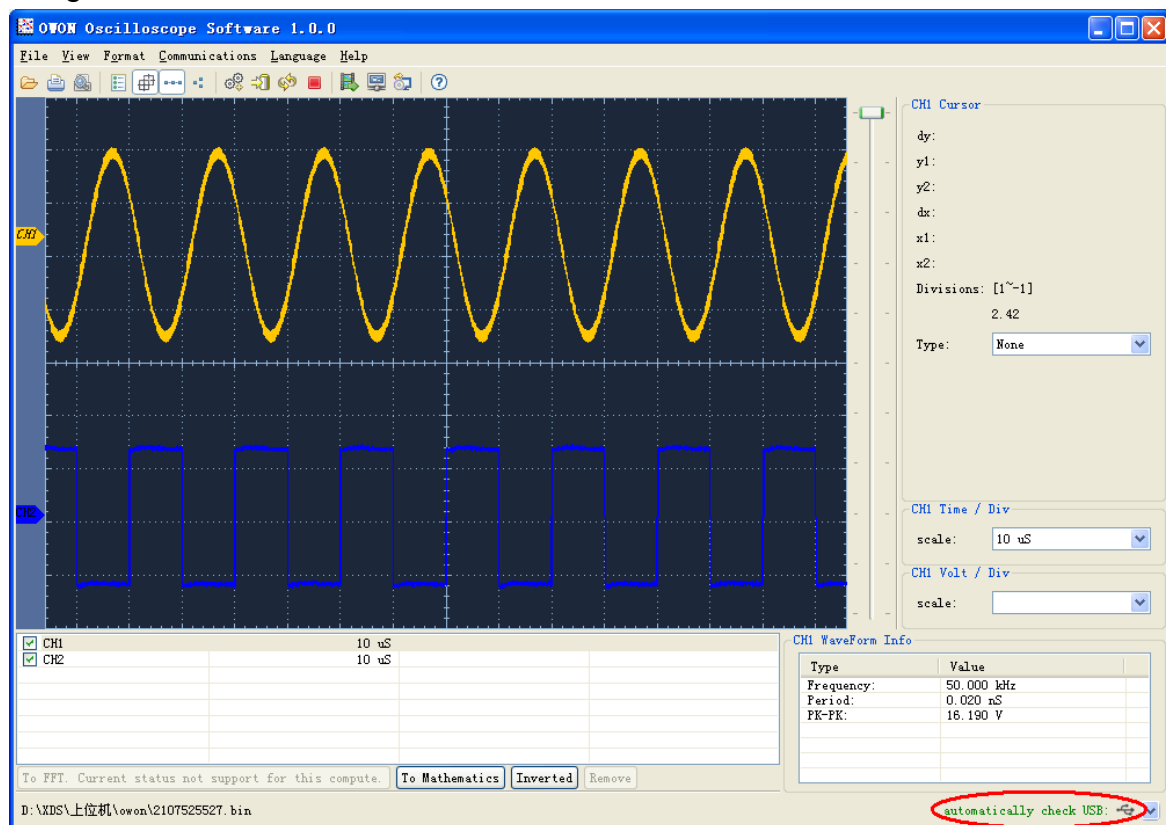 OWON Oscilloscope Software 1.0.0
File View Format Communications Language Help
CH1 Cursor
dy:
y1:
y2:
dx:
x1:
x2:
Divisions: [1~-1]
2.42
Type: None
CH1
CH2
CH1 Time / Div
scale: 10 uS
CH1 Volt / Div
scale:
CH1 10 uS
CH2 10 uS
CH1 WaveForm Info
Type Value
Frequency: 50.000 kHz
Period: 0.020 nS
PK-PK: 16.190 V
To FFT. Current status not support for this compute. To Mathematics Inverted Remove
D:\XDS\上位机\owon\2107525527.bin
automatically check USB: